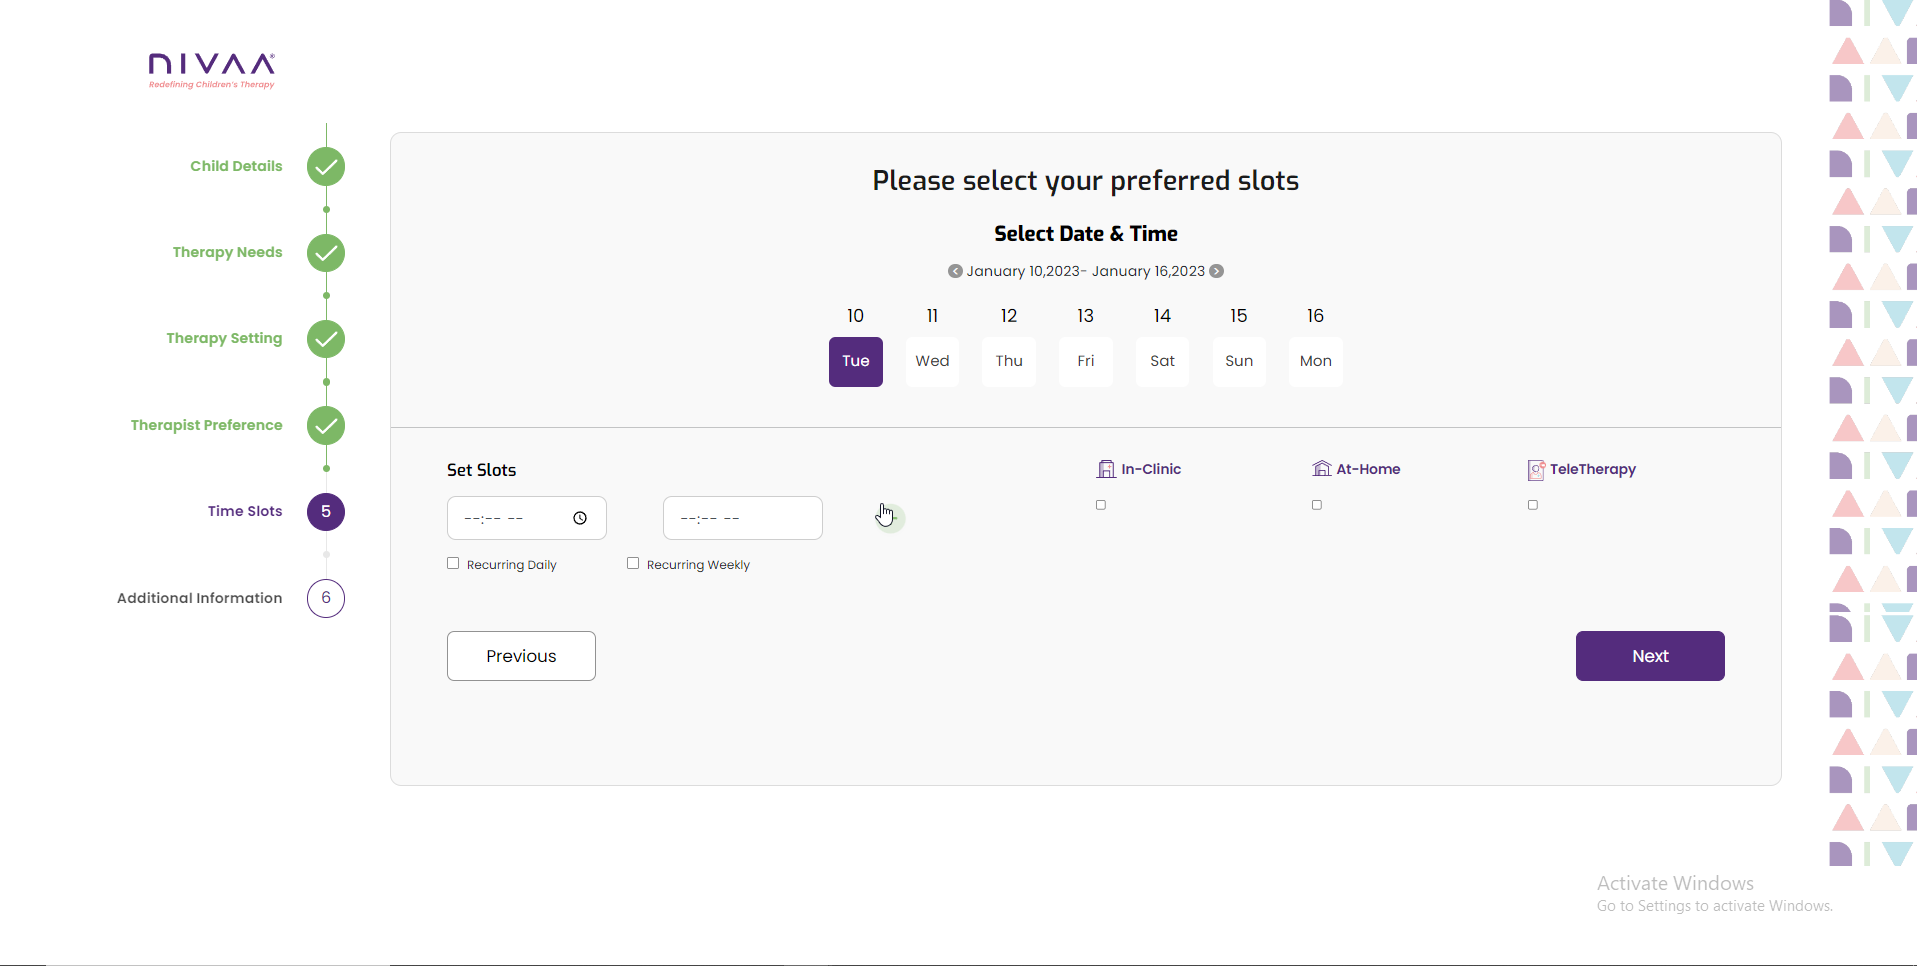 NIVAA®
Redefining Children's Therapy
Child Details
Therapy Needs
Therapy Setting
Therapist Preference
Time Slots 5
Additional Information 6
Please select your preferred slots
Select Date & Time
January 10,2023- January 16,2023
10 11 12 13 14 15 16
Tue Wed Thu Fri Sat Sun Mon
Set Slots
In-Clinic At-Home TeleTherapy
--:-- -- --:-- --
Recurring Daily Recurring Weekly
Previous Next
Activate Windows
Go to Settings to activate Windows.